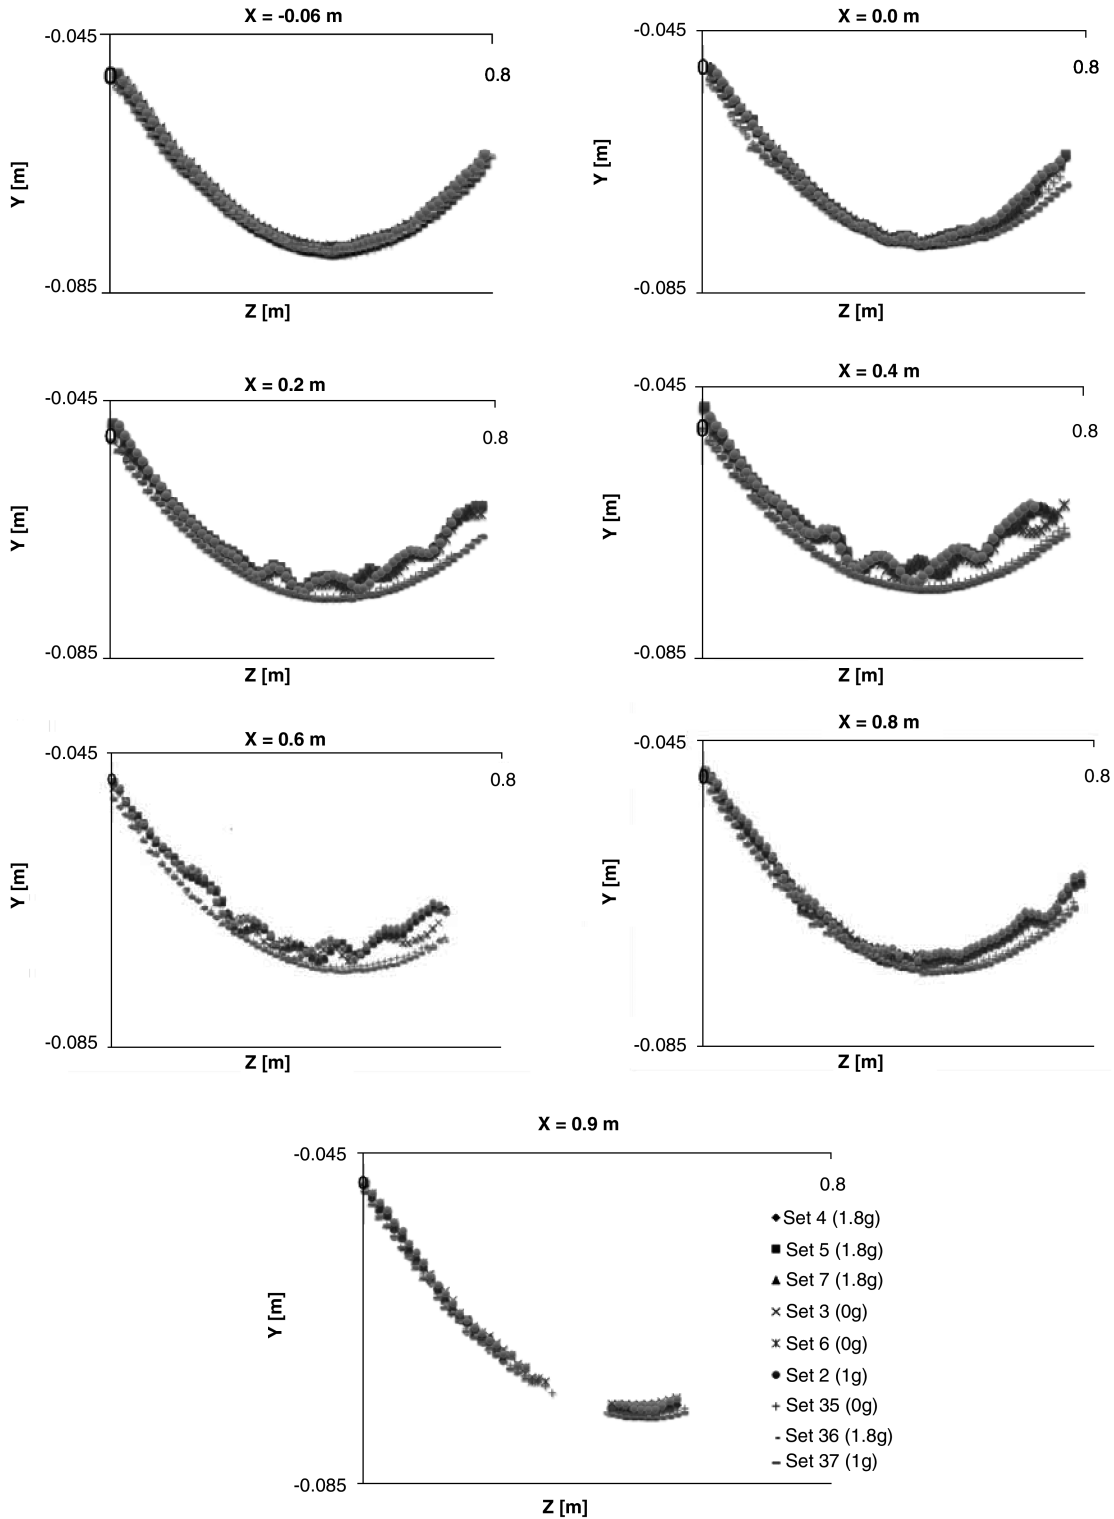 X = -0.06 m
-0.045
0
0.8
Y [m]
-0.085
Z [m]
X = 0.0 m
-0.045
0
0.8
Y [m]
-0.085
Z [m]
X = 0.2 m
-0.045
0
0.8
Y [m]
-0.085
Z [m]
X = 0.4 m
-0.045
0
0.8
Y [m]
-0.085
Z [m]
X = 0.6 m
-0.045
0
0.8
Y [m]
-0.085
Z [m]
X = 0.8 m
-0.045
0
0.8
Y [m]
-0.085
Z [m]
X = 0.9 m
-0.045
0
0.8
Y [m]
-0.085
Z [m]
Set 4 (1.8g)
Set 5 (1.8g)
Set 7 (1.8g)
Set 3 (0g)
Set 6 (0g)
Set 2 (1g)
Set 35 (0g)
Set 36 (1.8g)
Set 37 (1g)